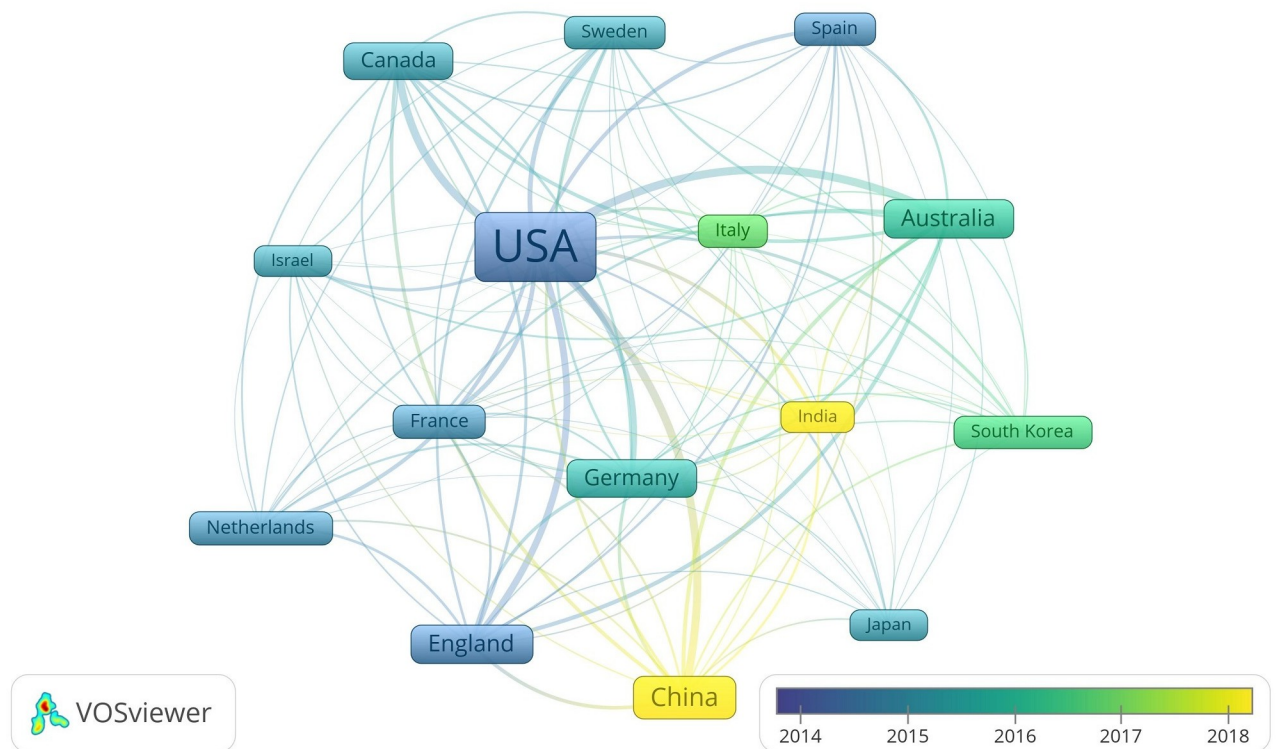 Sweden
Spain
Canada
USA
Italy
Australia
Israel
France
India
South Korea
Germany
Netherlands
Japan
England
China
VOSviewer
2014 2015 2016 2017 2018